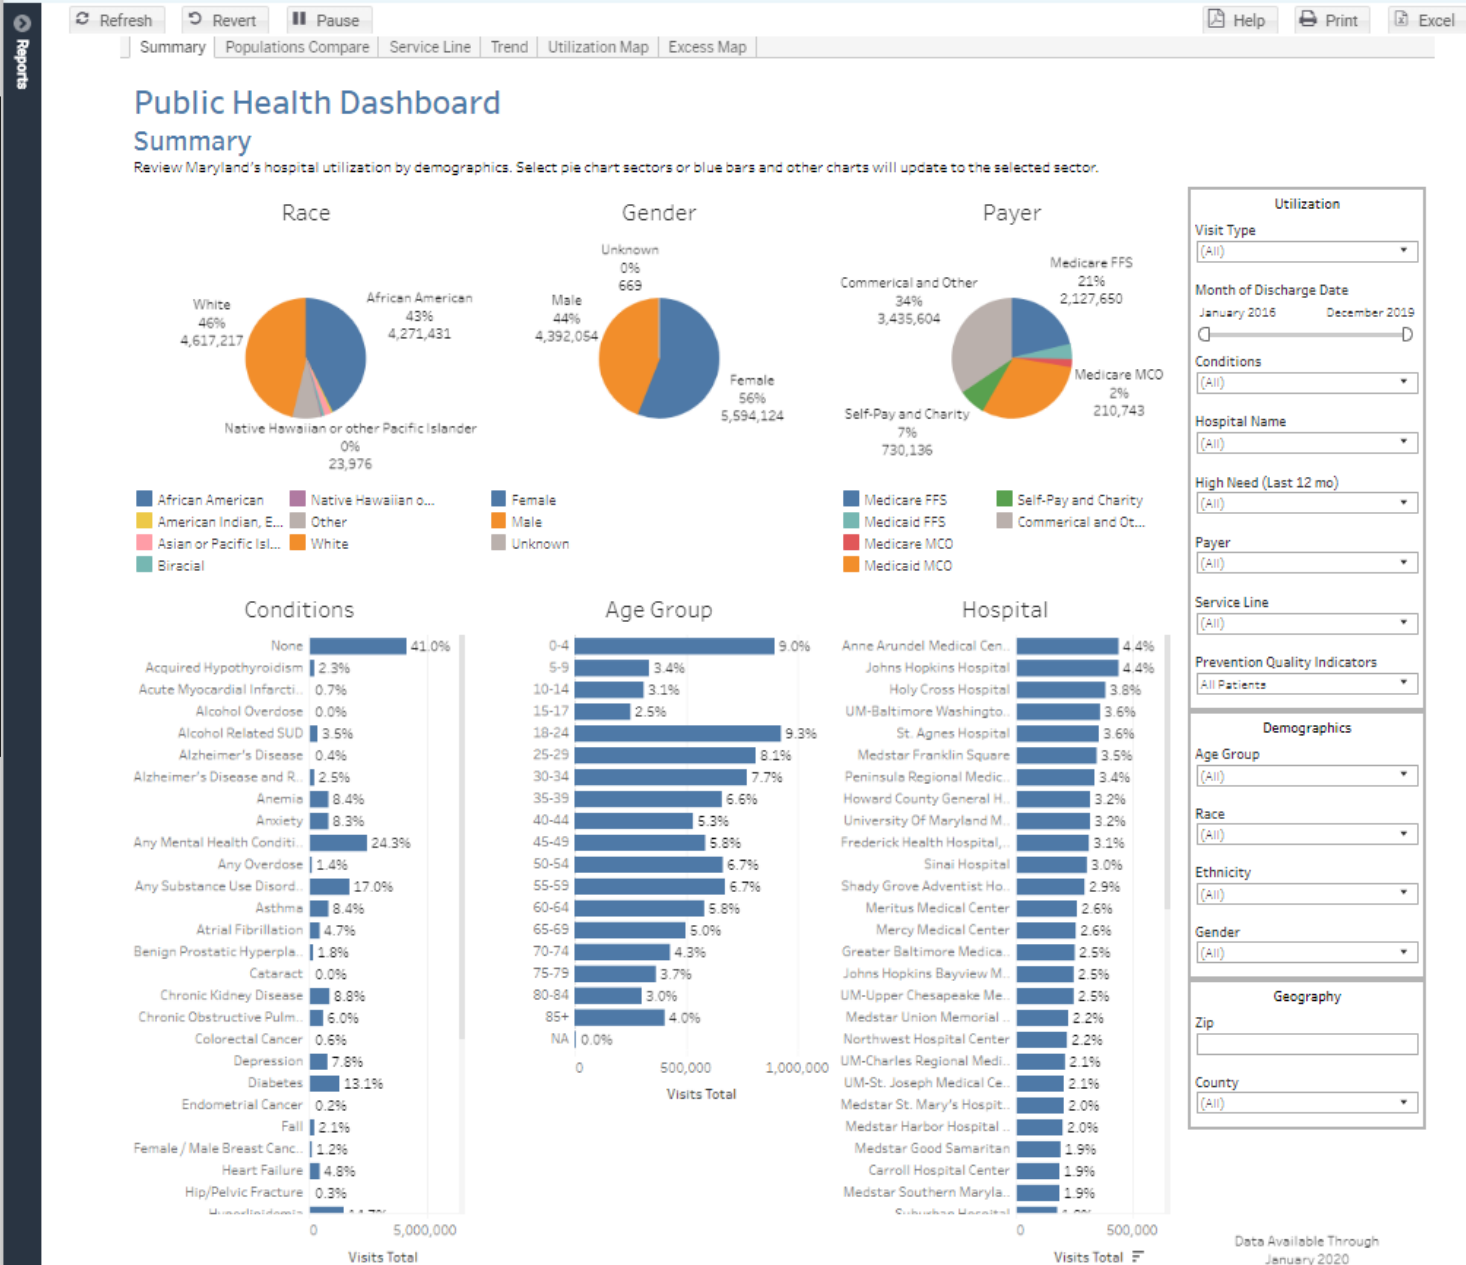 Reports
Refresh
Revert
Pause
Help
Print
Excel
Summary
Populations Compare
Service Line
Trend
Utilization Map
Excess Map
Public Health Dashboard
Summary
Review Maryland's hospital utilization by demographics. Select pie chart sectors or blue bars and other charts will update to the selected sector.
Race
White
46%
4,617,217
African American
43%
4,271,431
Native Hawaiian or other Pacific Islander
0%
23,976
African American
American Indian, E...
Asian or Pacific Isl...
Biracial
Native Hawaiian o...
Other
White
Gender
Unknown
0%
669
Male
44%
4,392,054
Female
56%
5,594,124
Female
Male
Unknown
Payer
Commerical and Other
34%
3,435,604
Medicare FFS
21%
2,127,650
Medicare MCO
2%
210,743
Self-Pay and Charity
7%
730,136
Medicare FFS
Medicaid FFS
Medicare MCO
Medicaid MCO
Self-Pay and Charity
Commerical and Ot...
Conditions
None 41.0%
Acquired Hypothyroidism 2.3%
Acute Myocardial Infarcti.. 0.7%
Alcohol Overdose 0.0%
Alcohol Related SUD 3.5%
Alzheimer's Disease 0.4%
Alzheimer's Disease and R.. 2.5%
Anemia 8.4%
Anxiety 8.3%
Any Mental Health Conditi.. 24.3%
Any Overdose 1.4%
Any Substance Use Disord.. 17.0%
Asthma 8.4%
Atrial Fibrillation 4.7%
Benign Prostatic Hyperpla.. 1.8%
Cataract 0.0%
Chronic Kidney Disease 8.8%
Chronic Obstructive Pulm.. 6.0%
Colorectal Cancer 0.6%
Depression 7.8%
Diabetes 13.1%
Endometrial Cancer 0.2%
Fall 2.1%
Female / Male Breast Canc.. 1.2%
Heart Failure 4.8%
Hip/Pelvic Fracture 0.3%
Hyperlipidemia
0 5,000,000
Visits Total
Age Group
0-4 9.0%
5-9 3.4%
10-14 3.1%
15-17 2.5%
18-24 9.3%
25-29 8.1%
30-34 7.7%
35-39 6.6%
40-44 5.3%
45-49 5.8%
50-54 6.7%
55-59 6.7%
60-64 5.8%
65-69 5.0%
70-74 4.3%
75-79 3.7%
80-84 3.0%
85+ 4.0%
NA 0.0%
0 500,000 1,000,000
Visits Total
Hospital
Anne Arundel Medical Cen.. 4.4%
Johns Hopkins Hospital 4.4%
Holy Cross Hospital 3.8%
UM-Baltimore Washingto.. 3.6%
St. Agnes Hospital 3.6%
Medstar Franklin Square 3.5%
Peninsula Regional Medic.. 3.4%
Howard County General H.. 3.2%
University Of Maryland M.. 3.2%
Frederick Health Hospital,.. 3.1%
Sinai Hospital 3.0%
Shady Grove Adventist Ho.. 2.9%
Meritus Medical Center 2.6%
Mercy Medical Center 2.6%
Greater Baltimore Medica.. 2.5%
Johns Hopkins Bayview M.. 2.5%
UM-Upper Chesapeake Me.. 2.5%
Medstar Union Memorial .. 2.2%
Northwest Hospital Center 2.2%
UM-Charles Regional Medi.. 2.1%
UM-St. Joseph Medical Ce.. 2.1%
Medstar St. Mary's Hospit.. 2.0%
Medstar Harbor Hospital .. 2.0%
Medstar Good Samaritan 1.9%
Carroll Hospital Center 1.9%
Medstar Southern Maryla.. 1.9%
Suburban Hospital
0 500,000
Visits Total
Utilization
Visit Type
(All)
Month of Discharge Date
January 2016 December 2019
Conditions
(All)
Hospital Name
(All)
High Need (Last 12 mo)
(All)
Payer
(All)
Service Line
(All)
Prevention Quality Indicators
All Patients
Demographics
Age Group
(All)
Race
(All)
Ethnicity
(All)
Gender
(All)
Geography
Zip
County
(All)
Data Available Through
January 2020